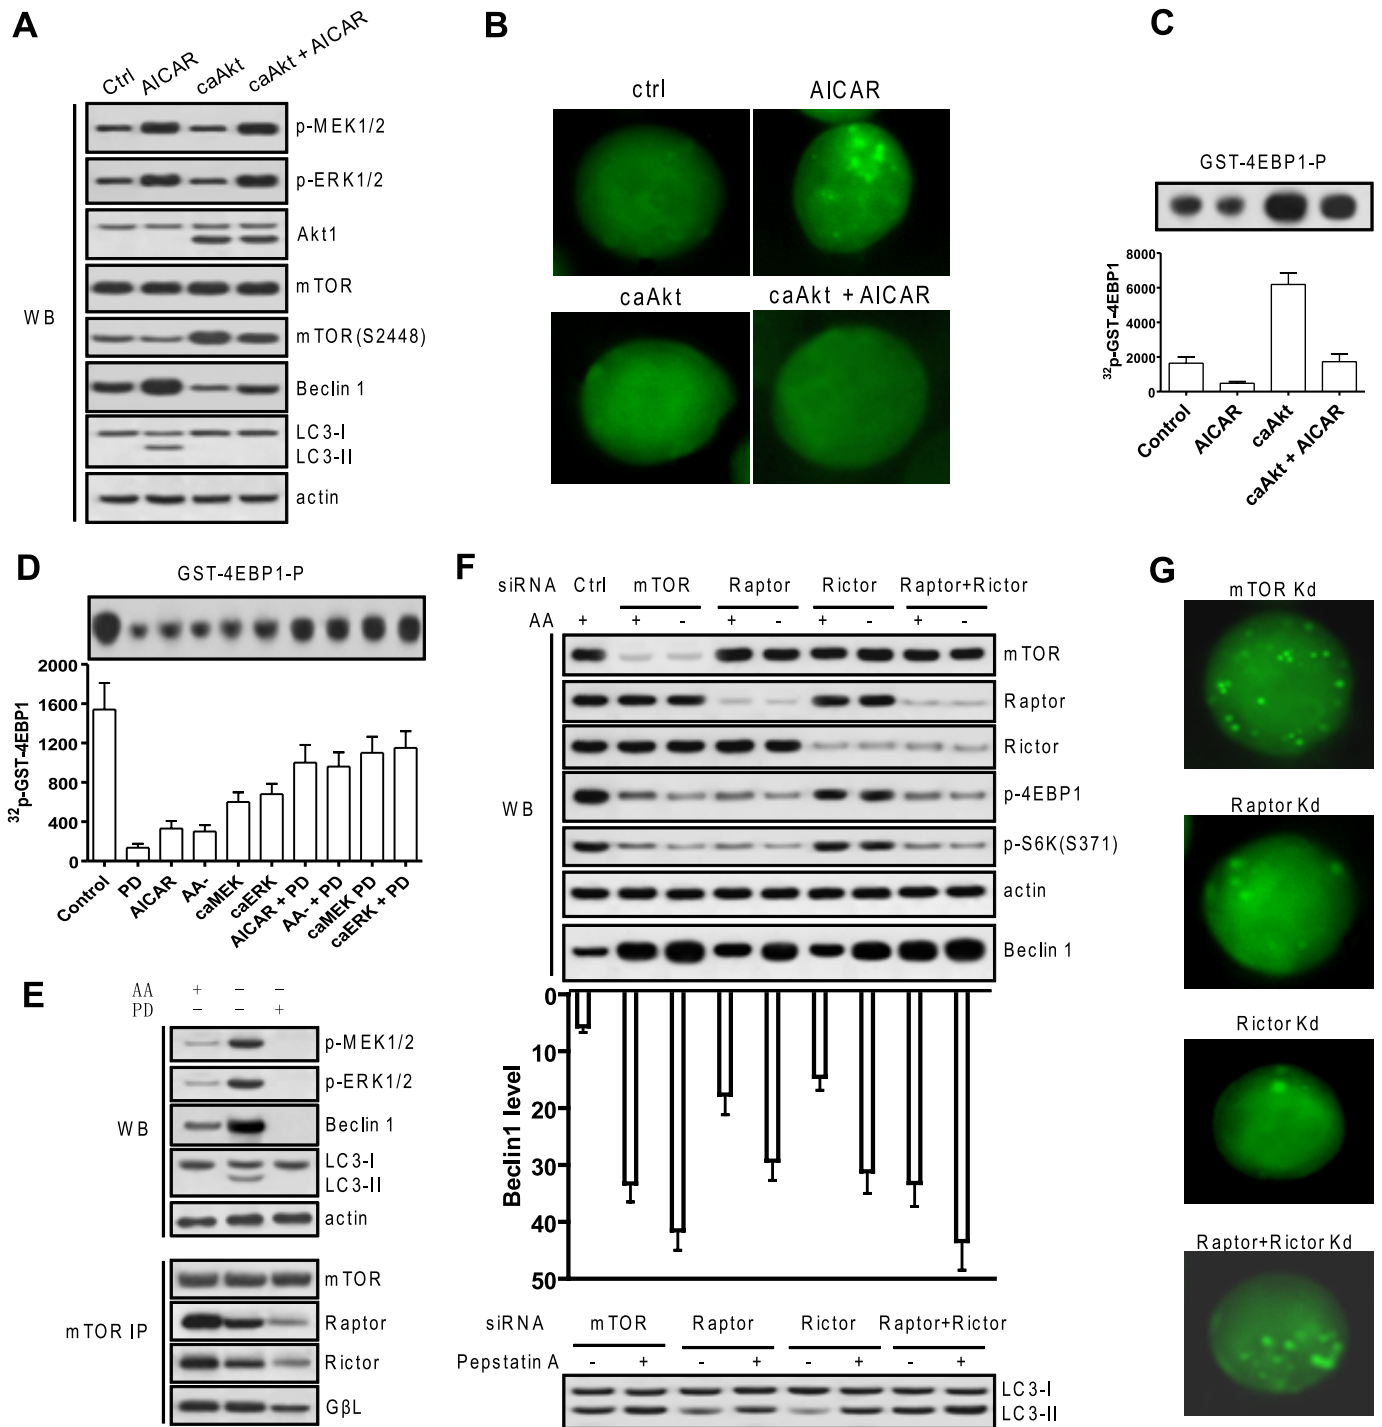 A
Ctrl AICAR caAkt caAkt + AICAR
p-MEK1/2
p-ERK1/2
Akt1
mTOR
mTOR(S2448)
Beclin 1
LC3-I
LC3-II
actin
WB
B
ctrl AICAR
caAkt caAkt + AICAR
C
GST-4EBP1-P
8000
6000
4000
2000
0
32p-GST-4EBP1
Control AICAR caAkt caAkt + AICAR
D
GST-4EBP1-P
2000
1600
1200
800
400
0
32p-GST-4EBP1
Control PD AICAR AA- caMEK caERK AICAR + PD AA- + PD caMEK PD caERK + PD
E
AA + - -
PD - - +
p-MEK1/2
p-ERK1/2
Beclin 1
LC3-I
LC3-II
actin
WB
mTOR
Raptor
Rictor
GβL
mTOR IP
F
siRNA Ctrl mTOR Raptor Rictor Raptor+Rictor
AA + + - + - + - + -
mTOR
Raptor
Rictor
p-4EBP1
p-S6K(S371)
actin
Beclin 1
WB
0
10
20
30
40
50
Beclin1 level
siRNA mTOR Raptor Rictor Raptor+Rictor
Pepstatin A - + - + - + - +
LC3-I
LC3-II
G
mTOR Kd
Raptor Kd
Rictor Kd
Raptor+Rictor Kd